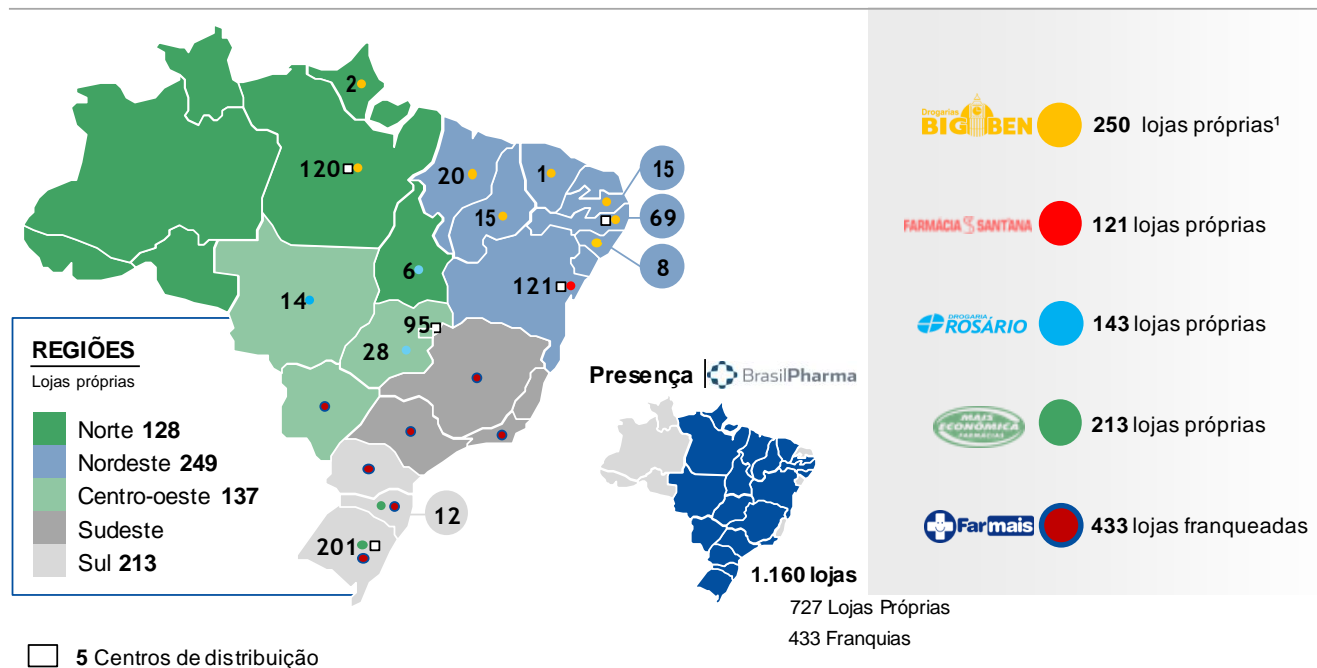 2
120
20
1
15
15
69
8
6
121
14
95
28
12
201
REGIÕES
Lojas próprias
Norte 128
Nordeste 249
Centro-oeste 137
Sudeste
Sul 213
5 Centros de distribuição
Presença BrasilPharma
1.160 lojas
727 Lojas Próprias
433 Franquias
Drogarias
BIG BEN
250 lojas próprias¹
FARMÁCIA SANT'ANA
121 lojas próprias
DROGARIA
ROSÁRIO
143 lojas próprias
MAIS
ECONÔMICA
FARMÁCIAS
213 lojas próprias
Farmais
433 lojas franqueadas